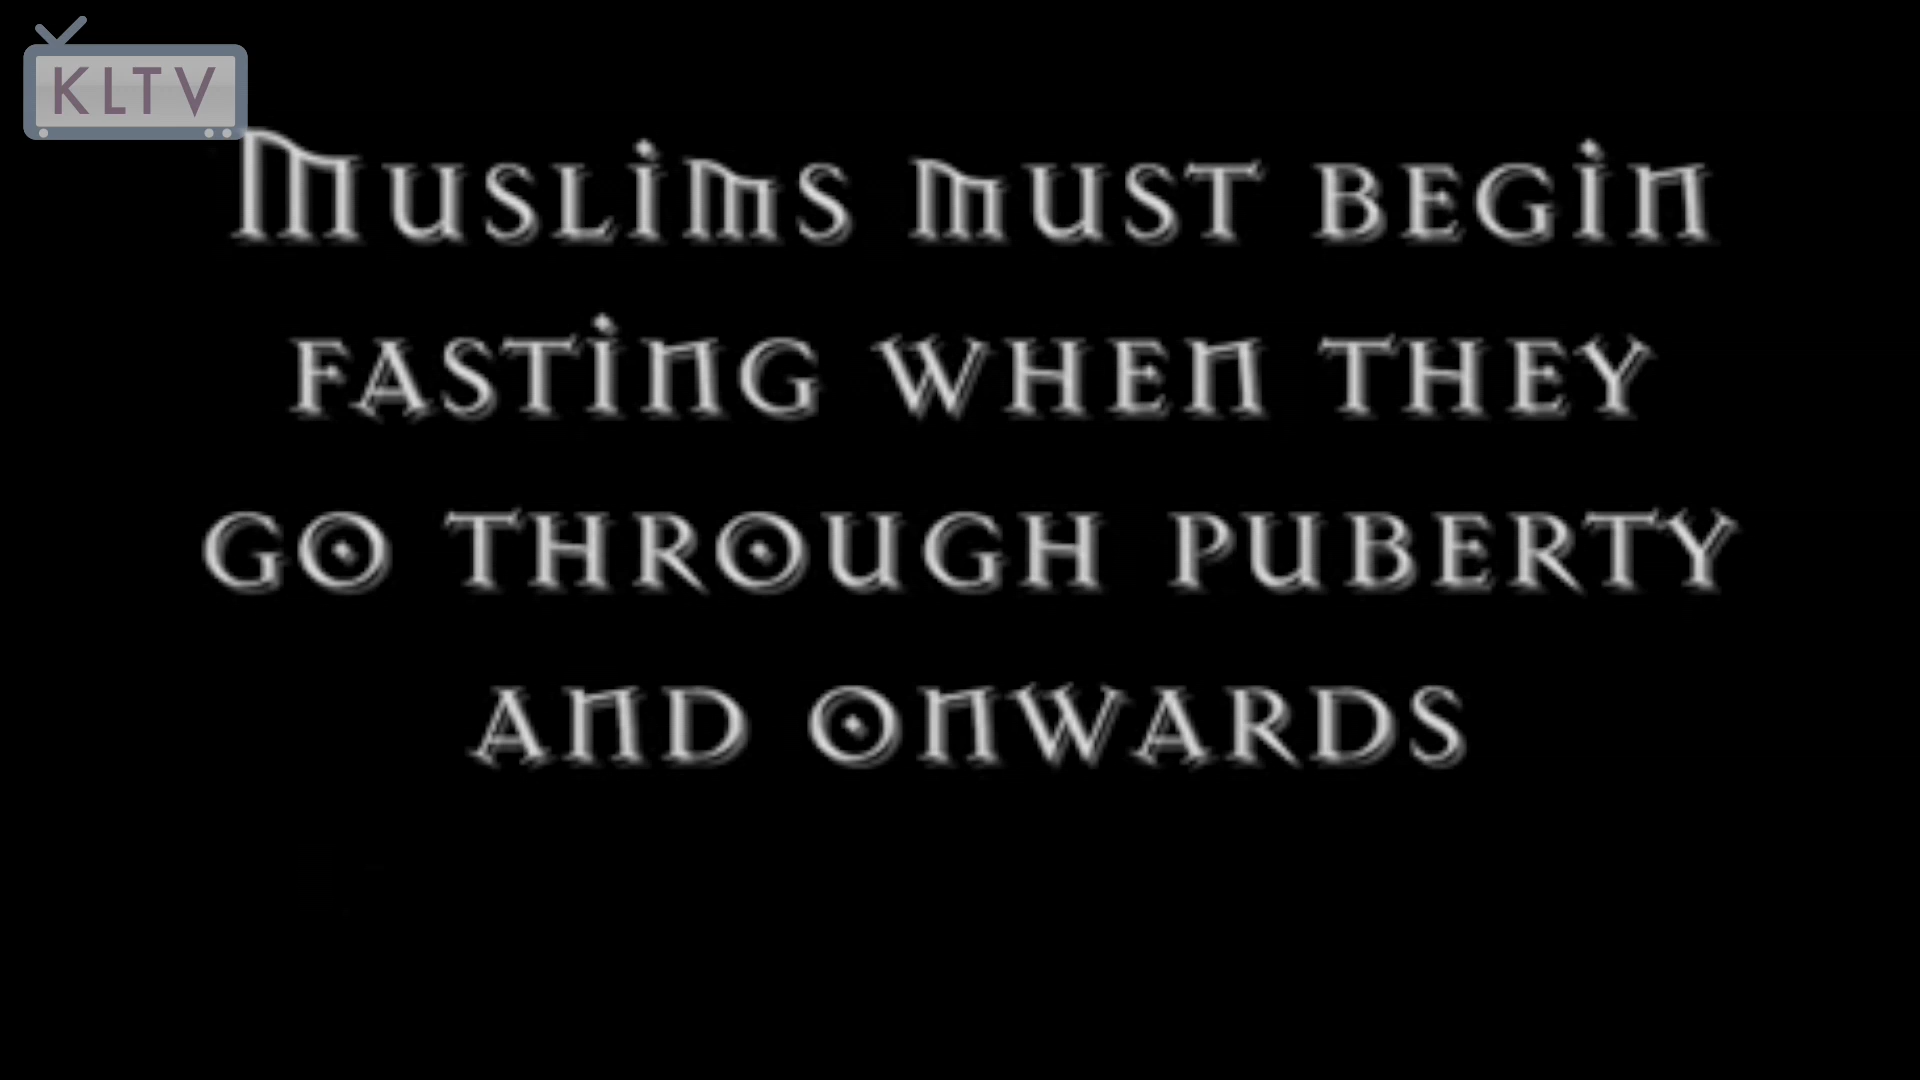 KLTV
Muslims must begin
fasting when they
go through puberty
and onwards